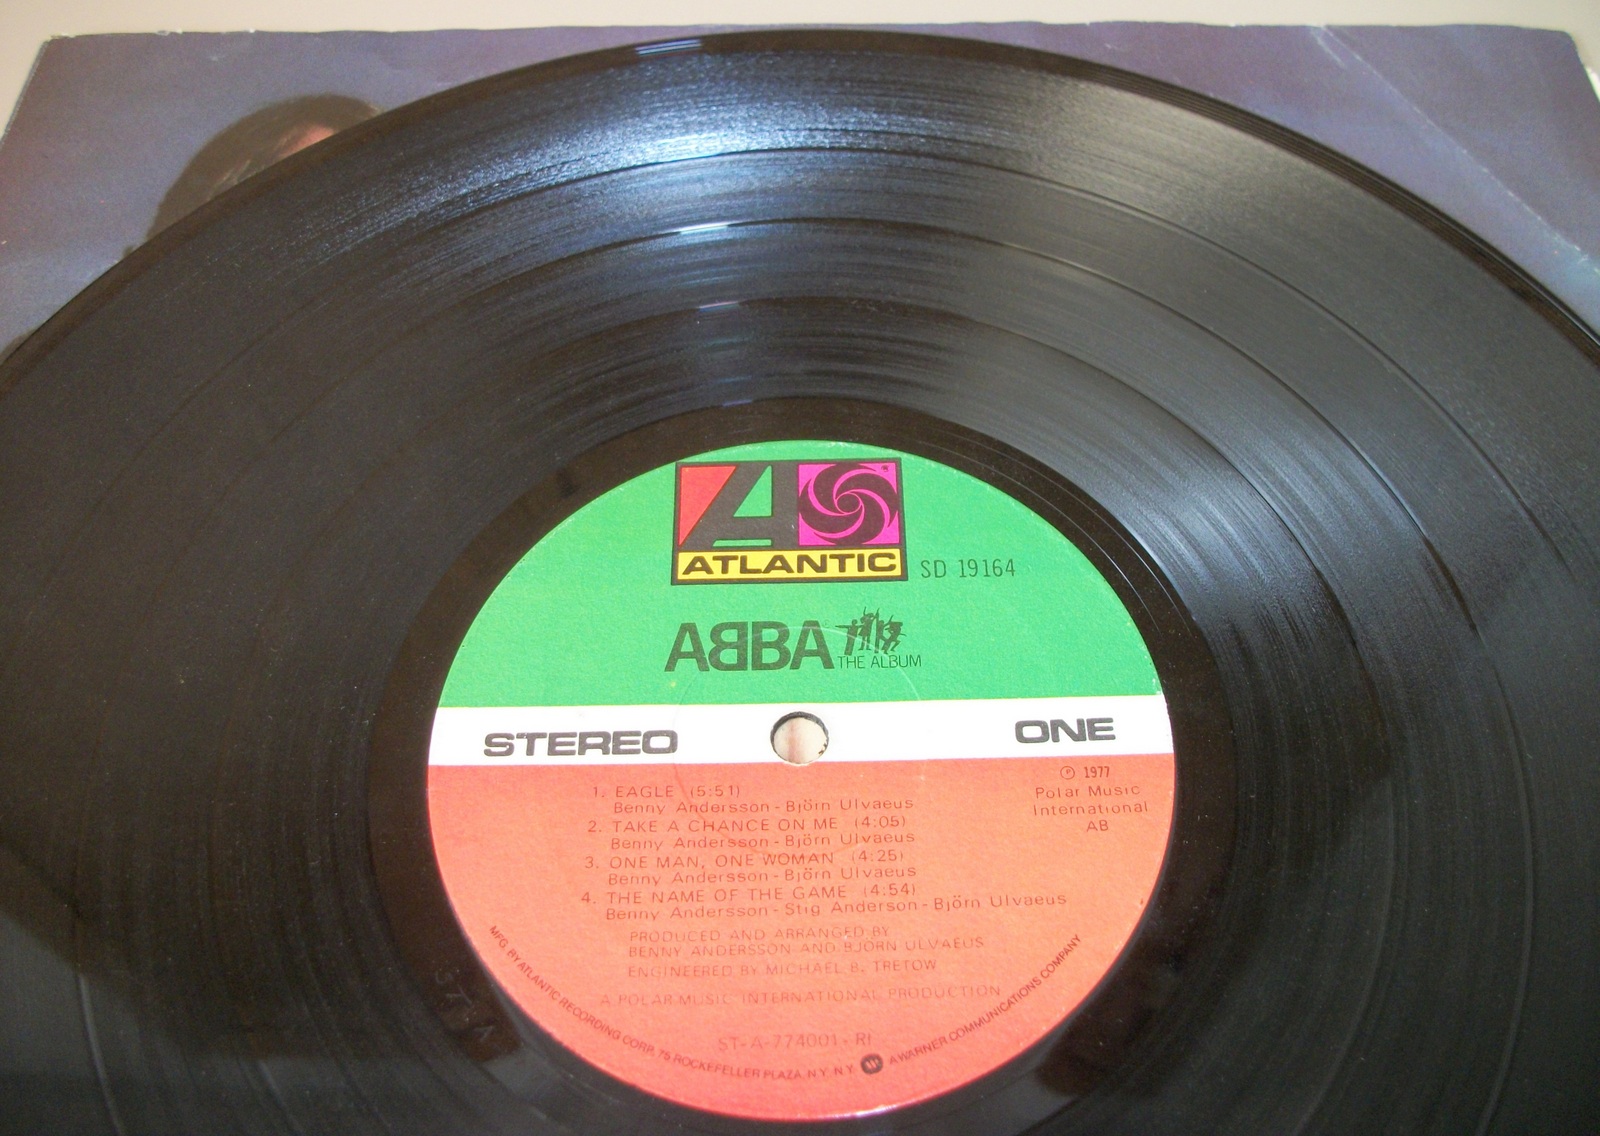 ATLANTIC
SD 19164
ABBA
THE ALBUM
STEREO
ONE
℗ 1977
Polar Music
International
AB
1. EAGLE (5:51)
Benny Andersson - Björn Ulvaeus
2. TAKE A CHANCE ON ME (4:05)
Benny Andersson - Björn Ulvaeus
3. ONE MAN, ONE WOMAN (4:25)
Benny Andersson - Björn Ulvaeus
4. THE NAME OF THE GAME (4:54)
Benny Andersson - Stig Anderson - Björn Ulvaeus
PRODUCED AND ARRANGED BY
BENNY ANDERSSON AND BJORN ULVAEUS
ENGINEERED BY MICHAEL B. TRETOW
A POLAR MUSIC INTERNATIONAL PRODUCTION
ST-A-774001-RI
MFG. BY ATLANTIC RECORDING CORP. 75 ROCKEFELLER PLAZA, N.Y. N.Y. A WARNER COMMUNICATIONS COMPANY